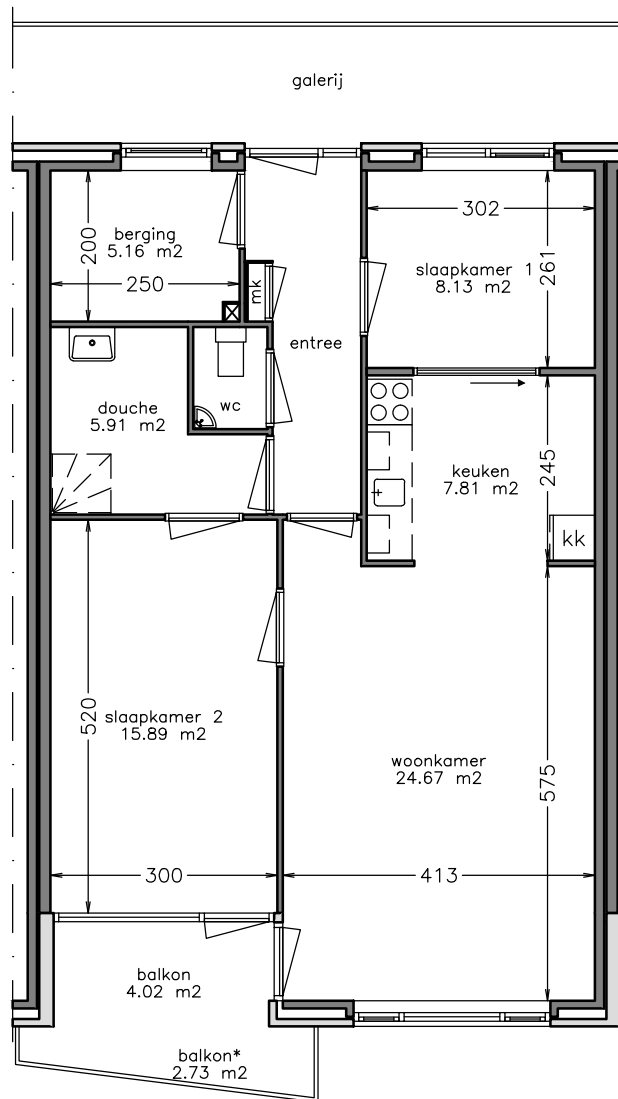 galerij
berging
5.16 m2
200
250
mk
302
slaapkamer 1
8.13 m2
261
entree
wc
douche
5.91 m2
keuken
7.81 m2
245
kk
520
slaapkamer 2
15.89 m2
woonkamer
24.67 m2
575
300
413
balkon
4.02 m2
balkon*
2.73 m2